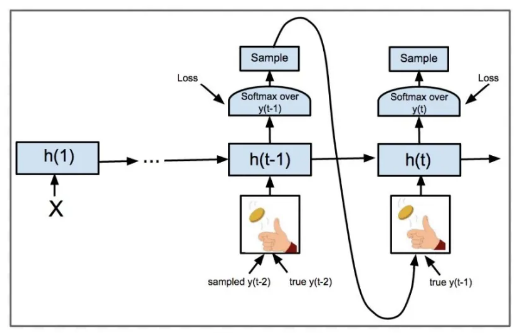 Sample
Sample
Loss
Softmax over
y(t-1)
Softmax over
y(t)
Loss
h(1)
...
h(t-1)
h(t)
X
sampled y(t-2)
true y(t-2)
true y(t-1)